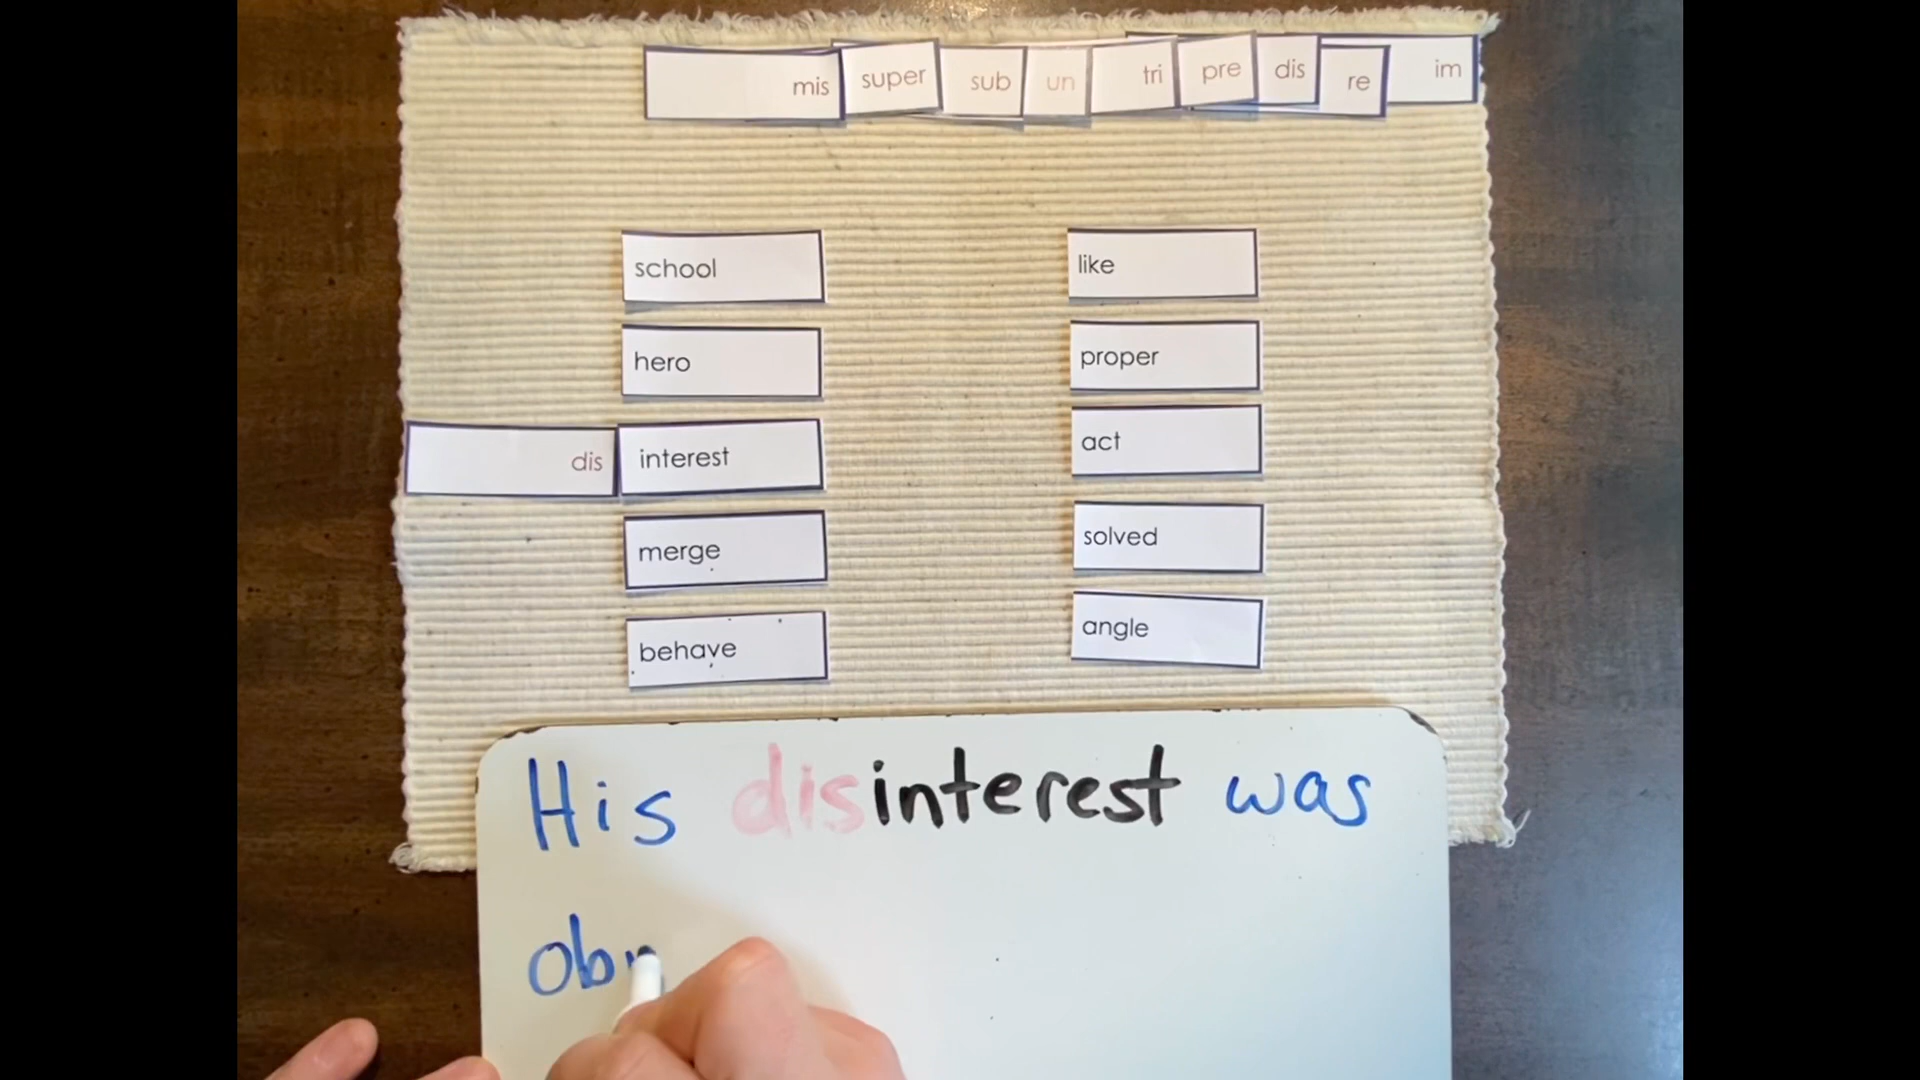 mis super sub un tri pre dis re im
school
like
hero
proper
dis interest
act
merge
solved
behave
angle
His disinterest was